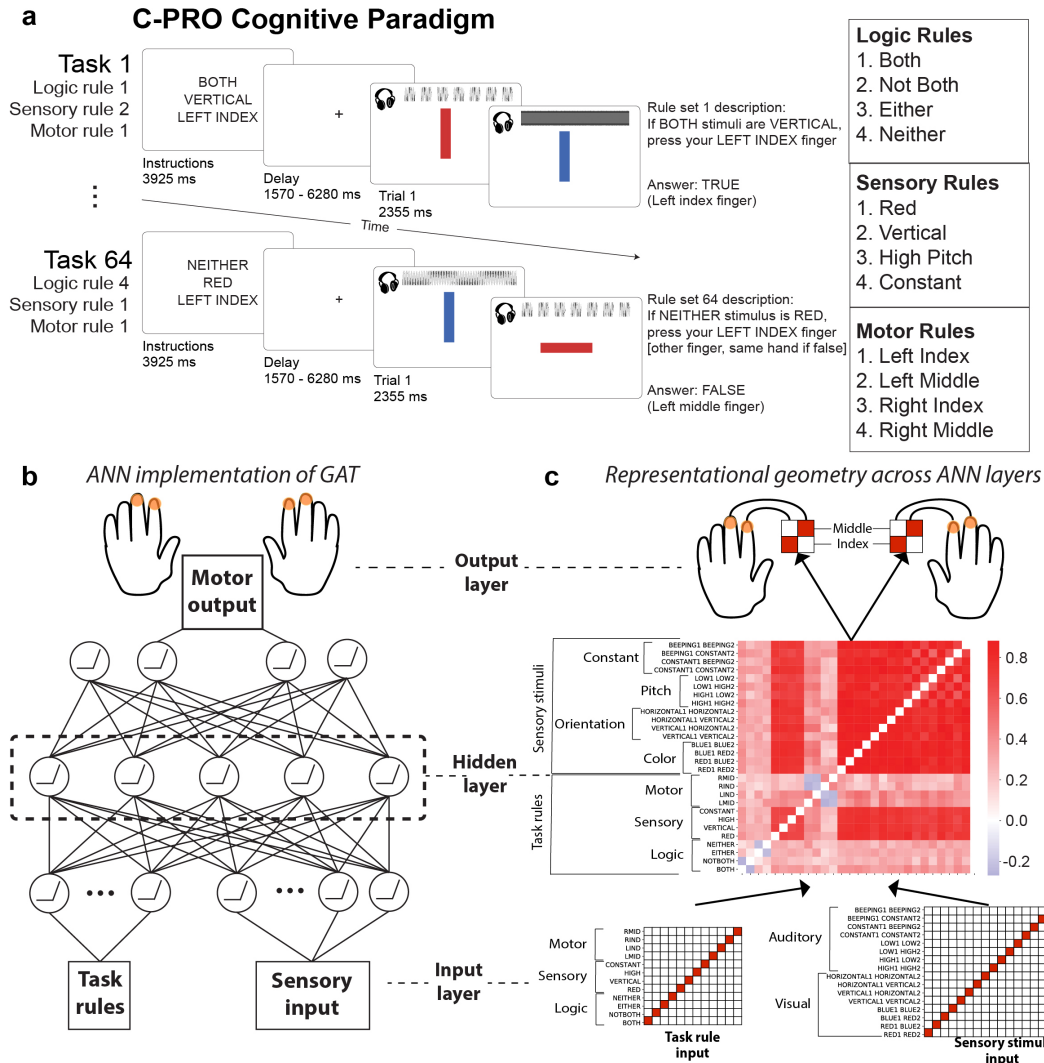 a
C-PRO Cognitive Paradigm
Task 1
Logic rule 1
Sensory rule 2
Motor rule 1
BOTH
VERTICAL
LEFT INDEX
Instructions
3925 ms
+
Delay
1570 - 6280 ms
Trial 1
2355 ms
Rule set 1 description:
If BOTH stimuli are VERTICAL,
press your LEFT INDEX finger
Answer: TRUE
(Left index finger)
Time
Task 64
Logic rule 4
Sensory rule 1
Motor rule 1
NEITHER
RED
LEFT INDEX
Instructions
3925 ms
+
Delay
1570 - 6280 ms
Trial 1
2355 ms
Rule set 64 description:
If NEITHER stimulus is RED,
press your LEFT INDEX finger
[other finger, same hand if false]
Answer: FALSE
(Left middle finger)
Logic Rules
1. Both
2. Not Both
3. Either
4. Neither
Sensory Rules
1. Red
2. Vertical
3. High Pitch
4. Constant
Motor Rules
1. Left Index
2. Left Middle
3. Right Index
4. Right Middle
b
ANN implementation of GAT
Motor
output
Output
layer
Hidden
layer
Input
layer
Task
rules
Sensory
input
c
Representational geometry across ANN layers
Middle
Index
Sensory stimuli
Task rules
Constant
Pitch
Orientation
Color
Motor
Sensory
Logic
BEEPING1 BEEPING2
BEEPING1 CONSTANT2
CONSTANT1 BEEPING2
CONSTANT1 CONSTANT2
LOW1 LOW2
LOW1 HIGH2
HIGH1 LOW2
HIGH1 HIGH2
HORIZONTAL1 HORIZONTAL2
HORIZONTAL1 VERTICAL2
VERTICAL1 HORIZONTAL2
VERTICAL1 VERTICAL2
BLUE1 BLUE2
BLUE1 RED2
RED1 BLUE2
RED1 RED2
RMID
RIND
LIND
LMID
CONSTANT
HIGH
VERTICAL
RED
NEITHER
EITHER
NOTBOTH
BOTH
0.8
0.6
0.4
0.2
0.0
-0.2
Motor
Sensory
Logic
RMID
RIND
LIND
LMID
CONSTANT
HIGH
VERTICAL
RED
NEITHER
EITHER
NOTBOTH
BOTH
Task rule
input
Auditory
Visual
BEEPING1 BEEPING2
BEEPING1 CONSTANT2
CONSTANT1 BEEPING2
CONSTANT1 CONSTANT2
LOW1 LOW2
LOW1 HIGH2
HIGH1 LOW2
HIGH1 HIGH2
HORIZONTAL1 HORIZONTAL2
HORIZONTAL1 VERTICAL2
VERTICAL1 HORIZONTAL2
VERTICAL1 VERTICAL2
BLUE1 BLUE2
BLUE1 RED2
RED1 BLUE2
RED1 RED2
Sensory stimuli
input